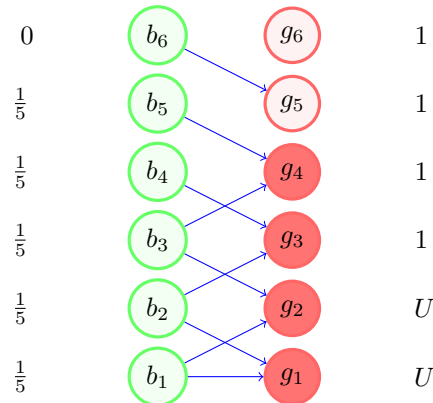 0 b₆ g₆ 1
1/5 b₅ g₅ 1
1/5 b₄ g₄ 1
1/5 b₃ g₃ 1
1/5 b₂ g₂ U
1/5 b₁ g₁ U